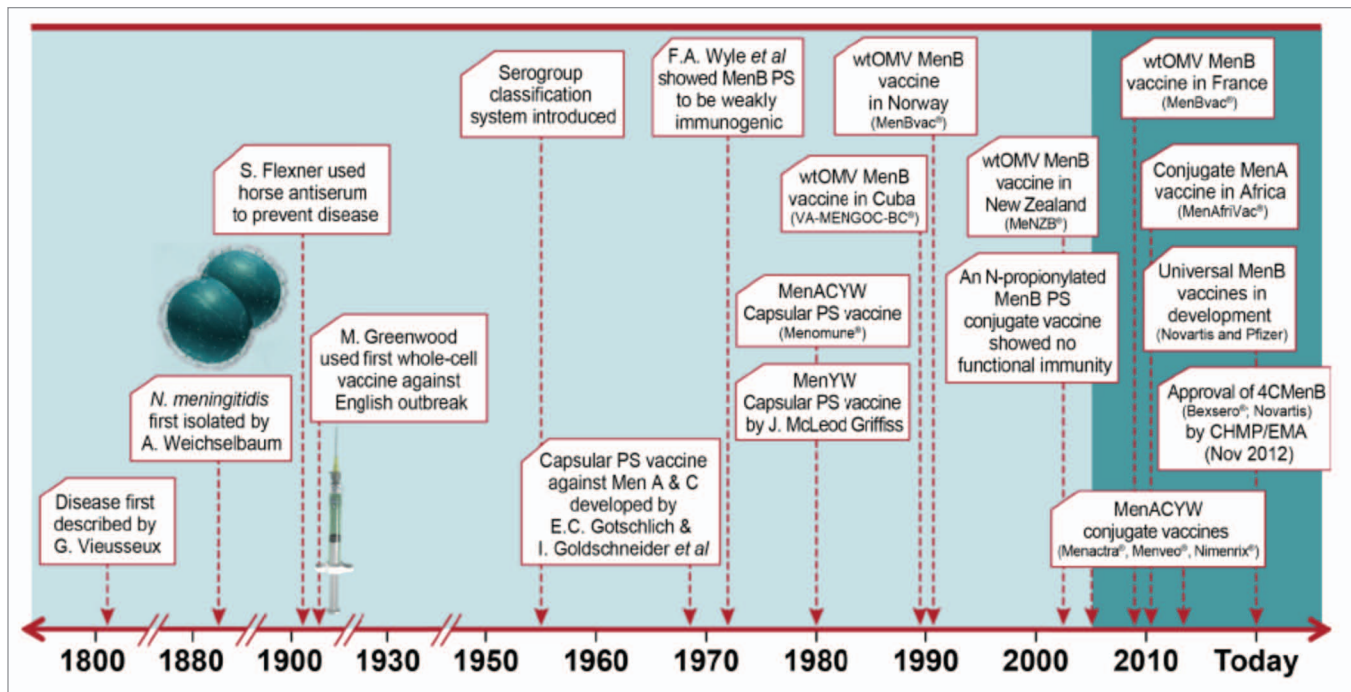 Serogroup
classification
system introduced
F.A. Wyle et al
showed MenB PS
to be weakly
immunogenic
wtOMV MenB
vaccine
in Norway
(MenBvac®)
wtOMV MenB
vaccine in France
(MenBvac®)
S. Flexner used
horse antiserum
to prevent disease
wtOMV MenB
vaccine in Cuba
(VA-MENGOC-BC®)
wtOMV MenB
vaccine in
New Zealand
(MeNZB®)
Conjugate MenA
vaccine in Africa
(MenAfriVac®)
MenACYW
Capsular PS vaccine
(Menomune®)
An N-propionylated
MenB PS
conjugate vaccine
showed no
functional immunity
Universal MenB
vaccines in
development
(Novartis and Pfizer)
M. Greenwood
used first whole-cell
vaccine against
English outbreak
N. meningitidis
first isolated by
A. Weichselbaum
MenYW
Capsular PS vaccine
by J. McLeod Griffiss
Approval of 4CMenB
(Bexsero®; Novartis)
by CHMP/EMA
(Nov 2012)
Disease first
described by
G. Vieusseux
Capsular PS vaccine
against Men A & C
developed by
E.C. Gotschlich &
I. Goldschneider et al
MenACYW
conjugate vaccines
(Menactra®, Menveo®, Nimenrix®)
1800 1880 1900 1930 1950 1960 1970 1980 1990 2000 2010 Today